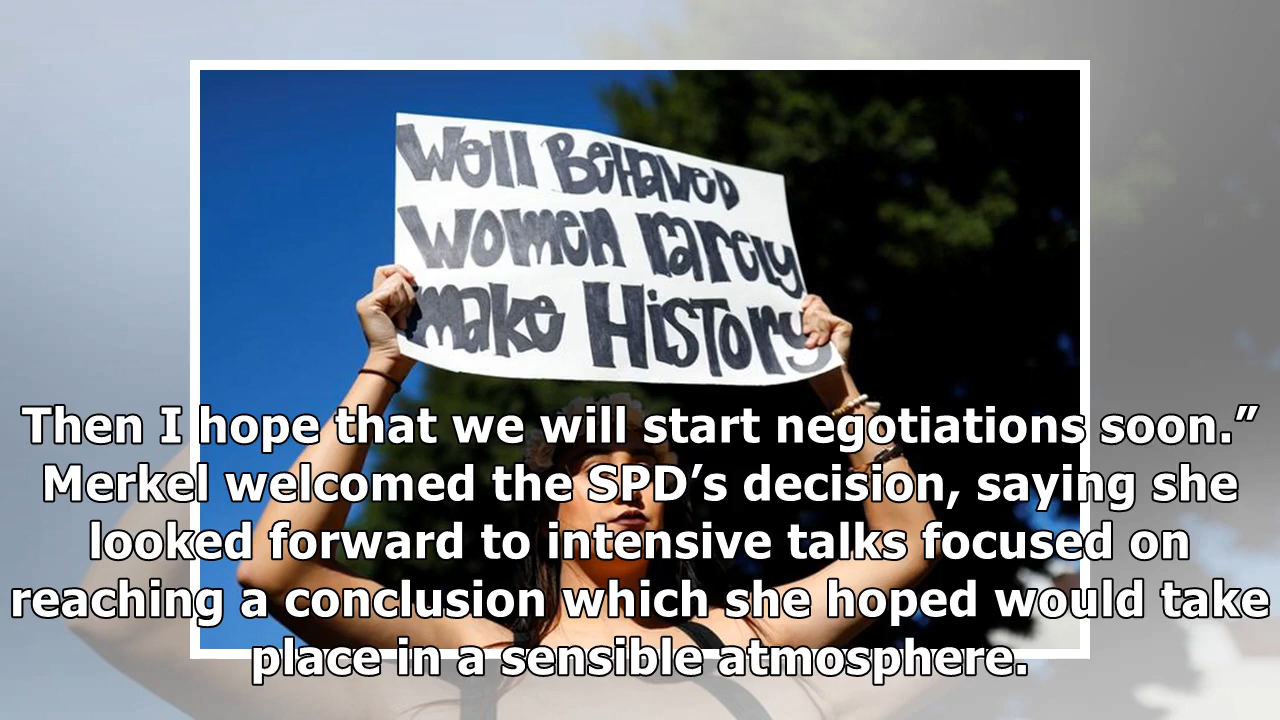 Well Behaved
Women rarely
make History
Then I hope that we will start negotiations soon.”
Merkel welcomed the SPD’s decision, saying she
looked forward to intensive talks focused on
reaching a conclusion which she hoped would take
place in a sensible atmosphere.